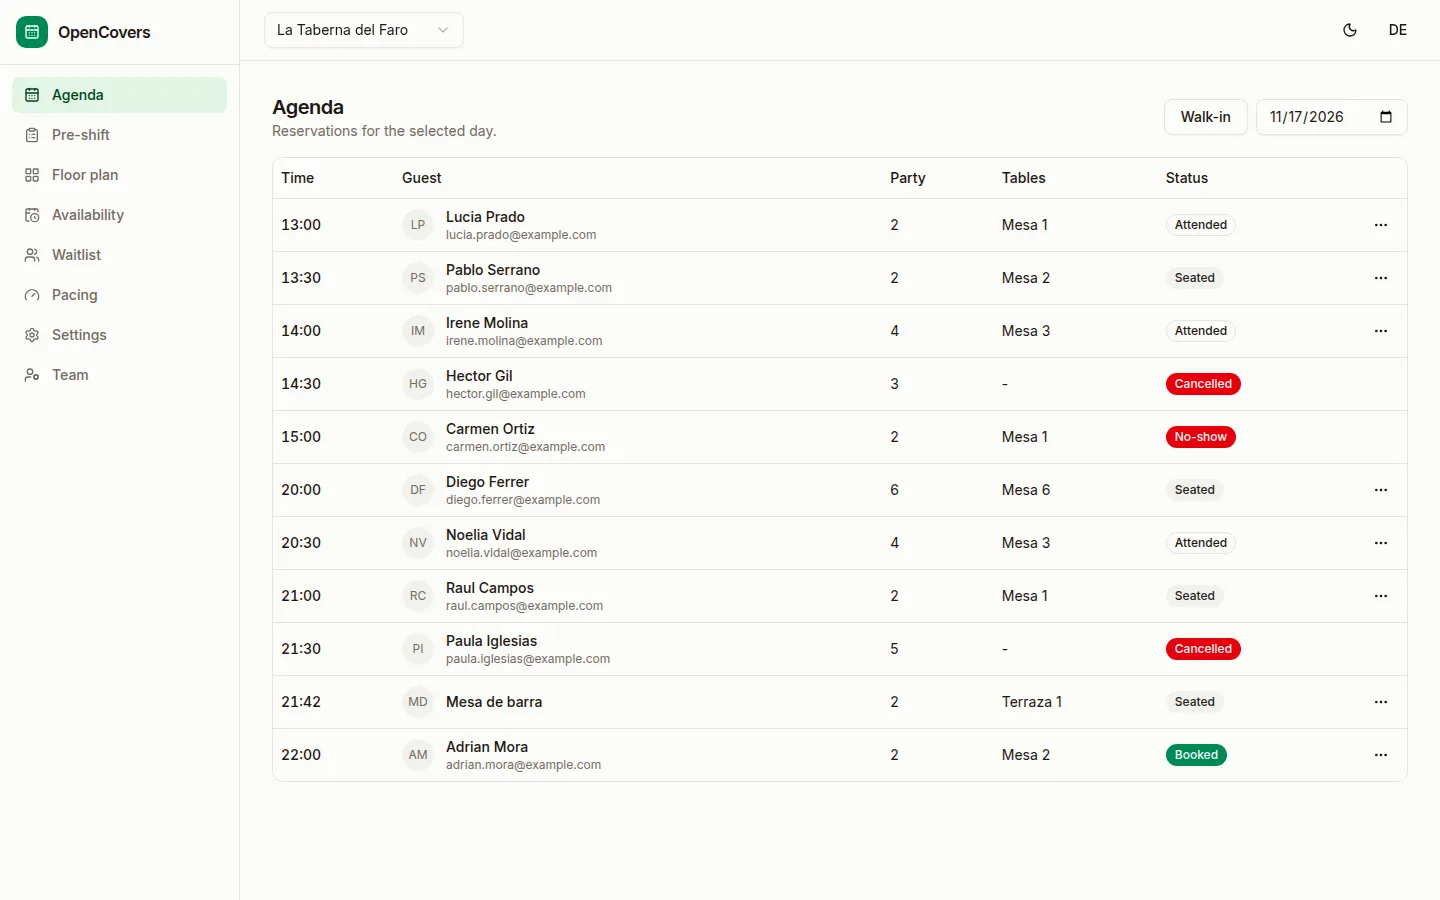 OpenCovers
La Taberna del Faro
DE
Agenda
Pre-shift
Floor plan
Availability
Waitlist
Pacing
Settings
Team
Agenda
Reservations for the selected day.
Walk-in
11/17/2026
Time Guest Party Tables Status
13:00 LP Lucia Prado 2 Mesa 1 Attended
lucia.prado@example.com
13:30 PS Pablo Serrano 2 Mesa 2 Seated
pablo.serrano@example.com
14:00 IM Irene Molina 4 Mesa 3 Attended
irene.molina@example.com
14:30 HG Hector Gil 3 - Cancelled
hector.gil@example.com
15:00 CO Carmen Ortiz 2 Mesa 1 No-show
carmen.ortiz@example.com
20:00 DF Diego Ferrer 6 Mesa 6 Seated
diego.ferrer@example.com
20:30 NV Noelia Vidal 4 Mesa 3 Attended
noelia.vidal@example.com
21:00 RC Raul Campos 2 Mesa 1 Seated
raul.campos@example.com
21:30 PI Paula Iglesias 5 - Cancelled
paula.iglesias@example.com
21:42 MD Mesa de barra 2 Terraza 1 Seated
22:00 AM Adrian Mora 2 Mesa 2 Booked
adrian.mora@example.com